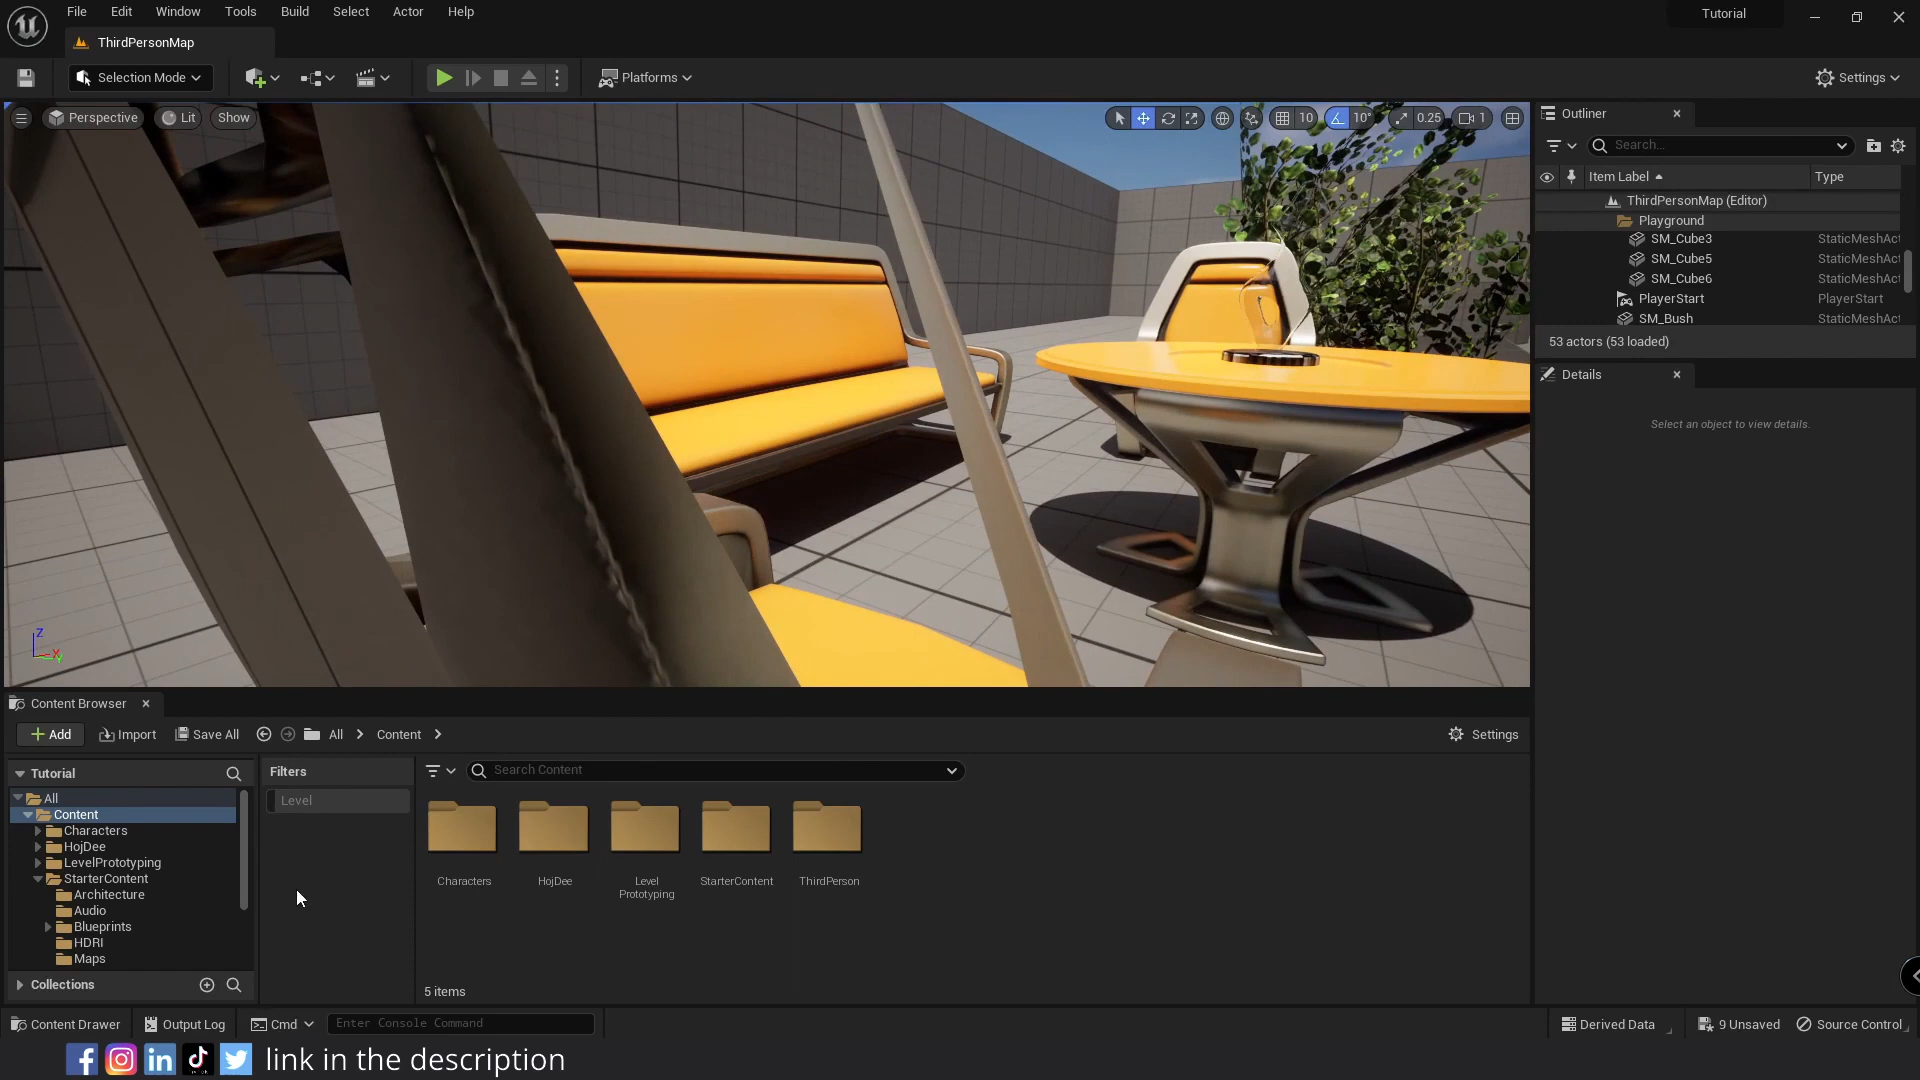 File Edit Window Tools Build Select Actor Help
Tutorial
ThirdPersonMap
Selection Mode
Platforms
Settings
Perspective Lit Show
10 10° 0.25 1
Outliner
Search...
Item Label Type
ThirdPersonMap (Editor)
Playground
SM_Cube3 StaticMeshAct
SM_Cube5 StaticMeshAct
SM_Cube6 StaticMeshAct
PlayerStart PlayerStart
SM_Bush StaticMeshAct
53 actors (53 loaded)
Details
Select an object to view details.
Z
X
Y
Content Browser
Add Import Save All All Content Settings
Tutorial
All
Content
Characters
HojDee
LevelPrototyping
StarterContent
Architecture
Audio
Blueprints
HDRI
Maps
Collections
Filters
Level
Search Content
Characters
HojDee
Level
Prototyping
StarterContent
ThirdPerson
5 items
Content Drawer Output Log Cmd Enter Console Command Derived Data 9 Unsaved Source Control
link in the description